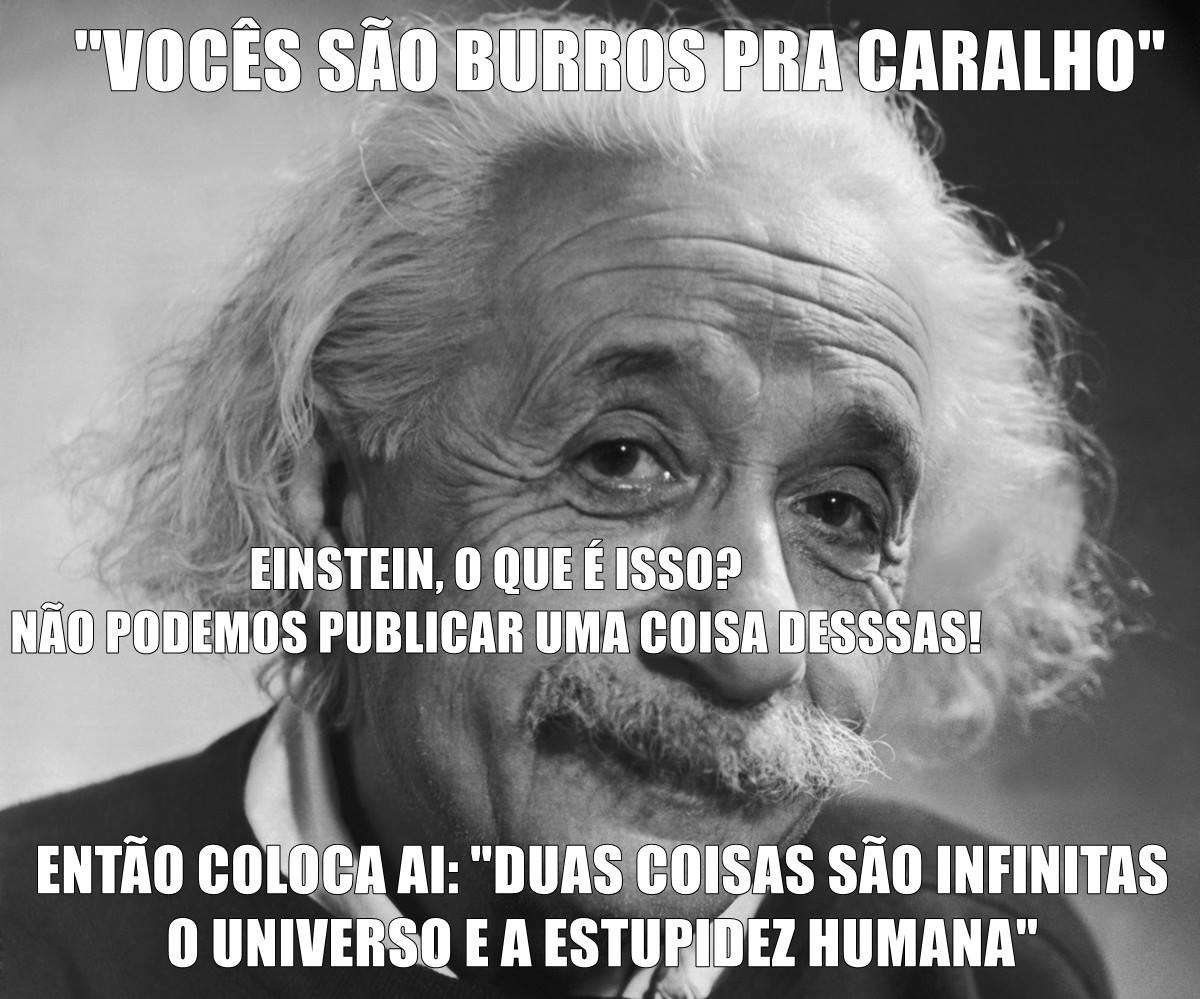 "VOCÊS SÃO BURROS PRA CARALHO"
EINSTEIN, O QUE É ISSO?
NÃO PODEMOS PUBLICAR UMA COISA DESSSAS!
ENTÃO COLOCA AI: "DUAS COISAS SÃO INFINITAS
O UNIVERSO E A ESTUPIDEZ HUMANA"